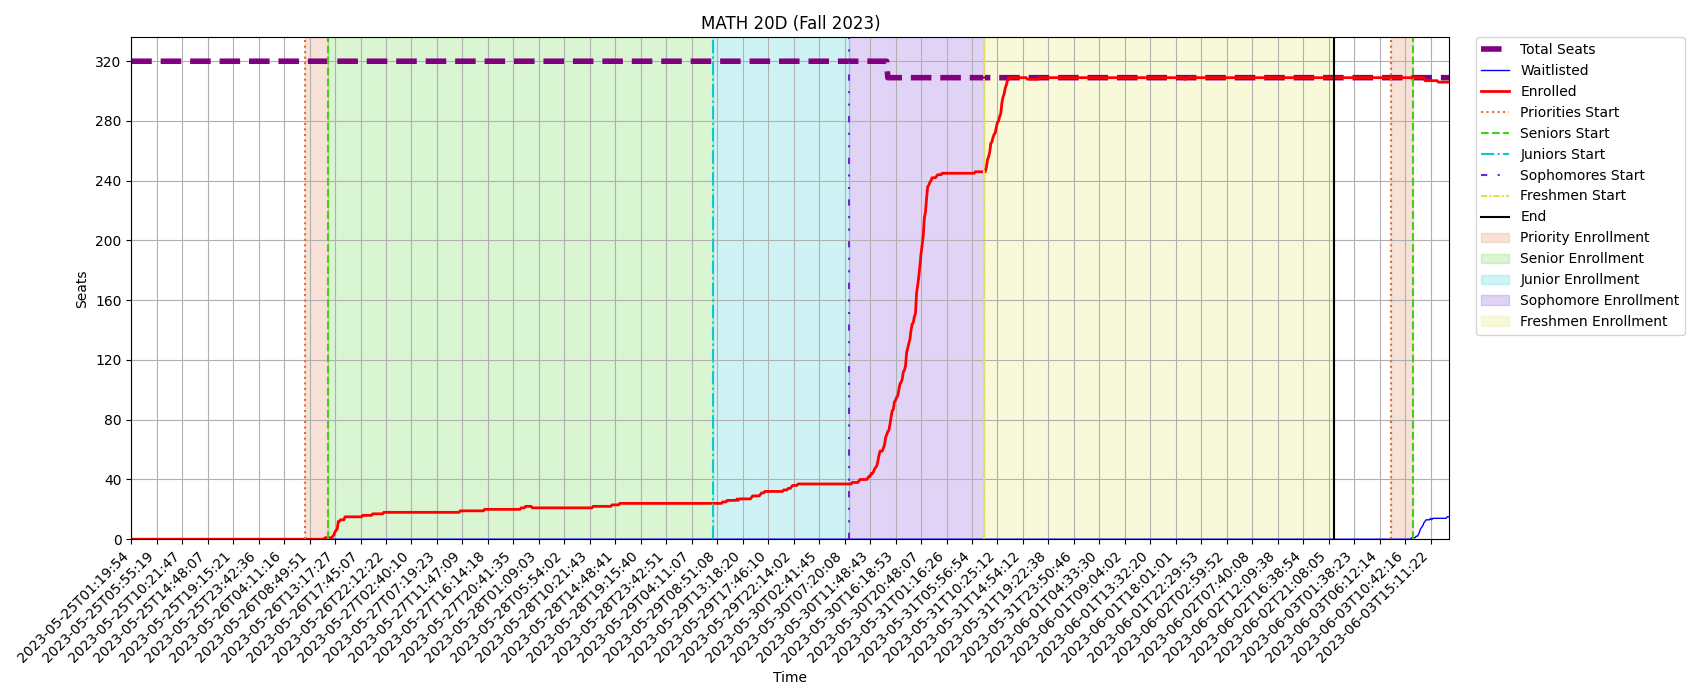 MATH 20D (Fall 2023)
Seats
320
280
240
200
160
120
80
40
0
2023-05-25T01:19:54
2023-05-25T05:55:19
2023-05-25T10:21:47
2023-05-25T14:48:07
2023-05-25T19:15:21
2023-05-25T23:42:36
2023-05-26T04:11:16
2023-05-26T08:49:51
2023-05-26T13:17:27
2023-05-26T17:45:07
2023-05-26T22:12:22
2023-05-27T02:40:10
2023-05-27T07:19:23
2023-05-27T11:47:09
2023-05-27T16:14:18
2023-05-27T20:41:35
2023-05-28T01:09:03
2023-05-28T05:54:02
2023-05-28T10:21:43
2023-05-28T14:48:41
2023-05-28T19:15:40
2023-05-28T23:42:51
2023-05-29T04:11:07
2023-05-29T08:51:08
2023-05-29T13:18:20
2023-05-29T17:46:10
2023-05-29T22:14:02
2023-05-30T02:41:45
2023-05-30T07:20:08
2023-05-30T11:48:43
2023-05-30T16:18:53
2023-05-30T20:48:07
2023-05-31T01:16:26
2023-05-31T05:56:54
2023-05-31T10:25:12
2023-05-31T14:54:12
2023-05-31T19:22:38
2023-05-31T23:50:46
2023-06-01T04:33:30
2023-06-01T09:04:02
2023-06-01T13:32:20
2023-06-01T18:01:01
2023-06-01T22:29:53
2023-06-02T02:59:52
2023-06-02T07:40:08
2023-06-02T12:09:38
2023-06-02T16:38:54
2023-06-02T21:08:05
2023-06-03T01:38:23
2023-06-03T06:12:14
2023-06-03T10:42:16
2023-06-03T15:11:22
Time
Total Seats
Waitlisted
Enrolled
Priorities Start
Seniors Start
Juniors Start
Sophomores Start
Freshmen Start
End
Priority Enrollment
Senior Enrollment
Junior Enrollment
Sophomore Enrollment
Freshmen Enrollment